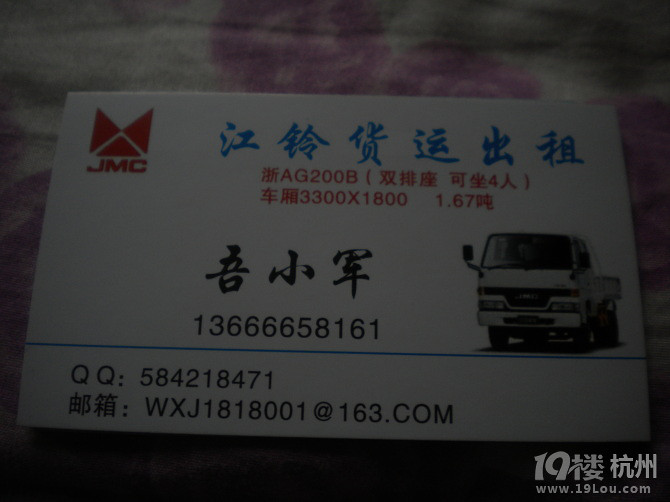 JMC
江铃货运出租
浙AG200B（双排座 可坐4人）
车厢3300X1800 1.67吨
吾小军
13666658161
JMC
QQ：584218471
邮箱：WXJ1818001@163.COM
19楼 杭州
www.19Lou.com